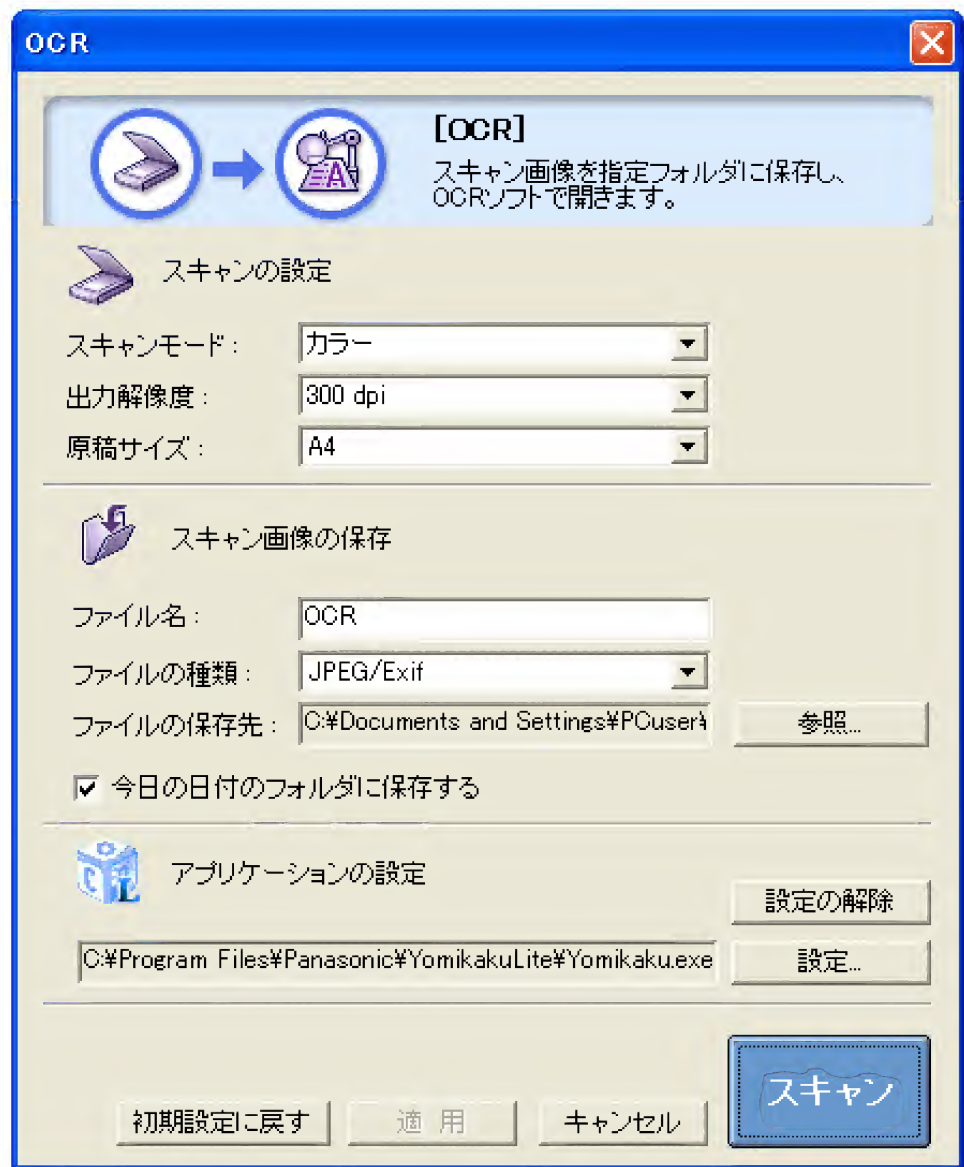 OCR
[OCR]
スキャン画像を指定フォルダに保存し、
OCRソフトで開きます。
スキャンの設定
スキャンモード： カラー
出力解像度： 300 dpi
原稿サイズ： A4
スキャン画像の保存
ファイル名： OCR
ファイルの種類： JPEG/Exif
ファイルの保存先： C:¥Documents and Settings¥PCuser¥ 参照...
今日の日付のフォルダに保存する
アプリケーションの設定
設定の解除
C:¥Program Files¥Panasonic¥YomikakuLite¥Yomikaku.exe 設定...
初期設定に戻す 適 用 キャンセル スキャン